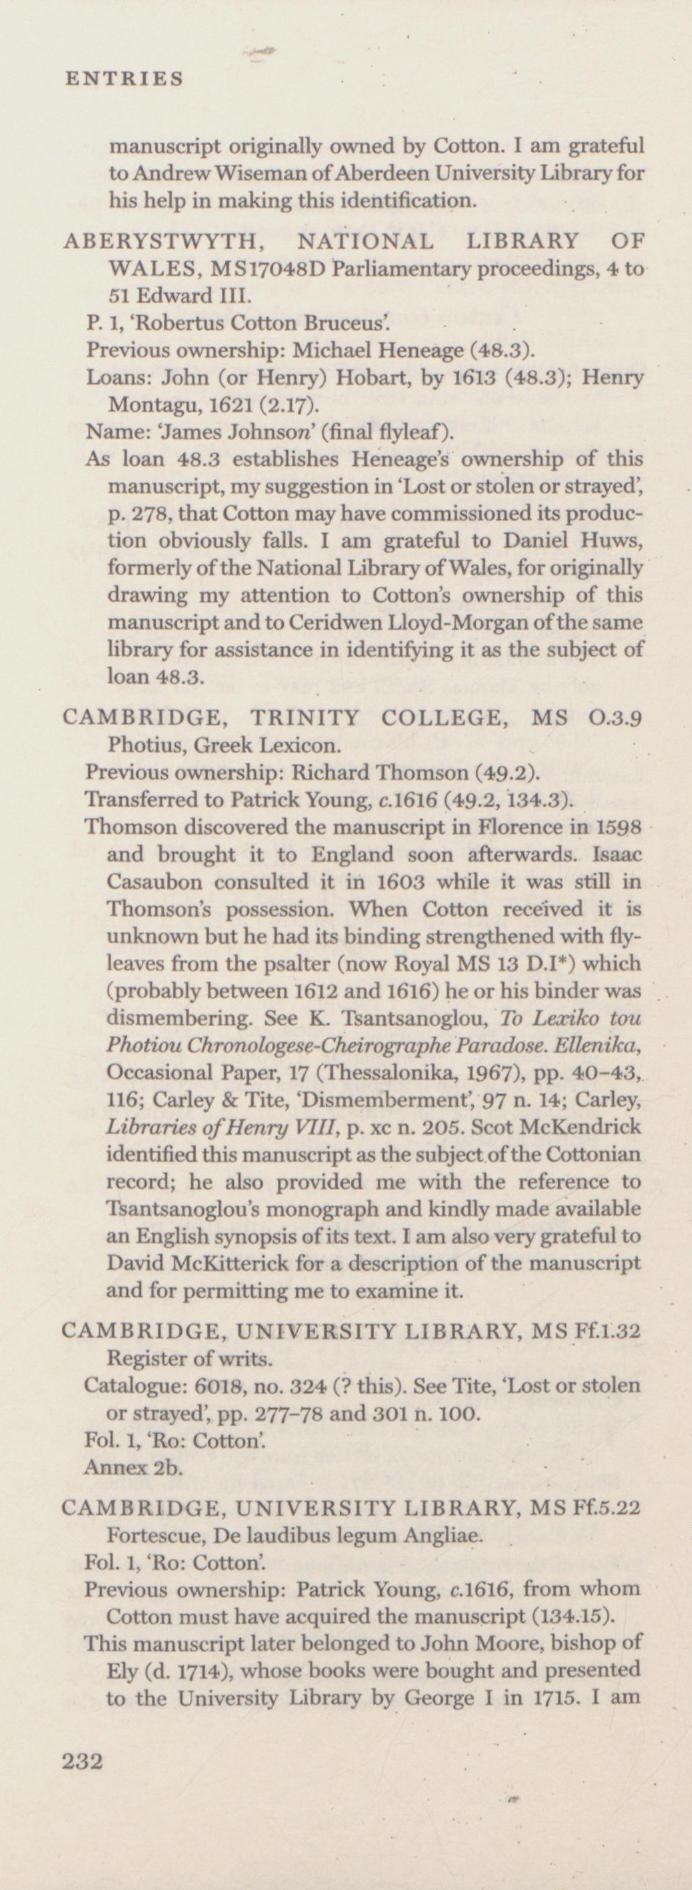 ENTRIES
manuscript originally owned by Cotton. I am grateful
to Andrew Wiseman of Aberdeen University Library for
his help in making this identification.
ABERYSTWYTH, NATIONAL LIBRARY OF
WALES, MS17048D Parliamentary proceedings, 4 to
51 Edward III.
P. 1, ‘Robertus Cotton Bruceus’.
Previous ownership: Michael Heneage (48.3).
Loans: John (or Henry) Hobart, by 1613 (48.3); Henry
Montagu, 1621 (2.17).
Name: ‘James Johnson’ (final flyleaf).
As loan 48.3 establishes Heneage's ownership of this
manuscript, my suggestion in ‘Lost or stolen or strayed’,
p. 278, that Cotton may have commissioned its produc-
tion obviously falls. I am grateful to Daniel Huws,
formerly of the National Library of Wales, for originally
drawing my attention to Cotton's ownership of this
manuscript and to Ceridwen Lloyd-Morgan of the same
library for assistance in identifying it as the subject of
loan 48.3.
CAMBRIDGE, TRINITY COLLEGE, MS O.3.9
Photius, Greek Lexicon.
Previous ownership: Richard Thomson (49.2).
Transferred to Patrick Young, c.1616 (49.2, 134.3).
Thomson discovered the manuscript in Florence in 1598
and brought it to England soon afterwards. Isaac
Casaubon consulted it in 1603 while it was still in
Thomson's possession. When Cotton received it is
unknown but he had its binding strengthened with fly-
leaves from the psalter (now Royal MS 13 D.I*) which
(probably between 1612 and 1616) he or his binder was
dismembering. See K. Tsantsanoglou, To Lexiko tou
Photiou Chronologese-Cheirographe Paradose. Ellenika,
Occasional Paper, 17 (Thessalonika, 1967), pp. 40–43,
116; Carley & Tite, ‘Dismemberment’, 97 n. 14; Carley,
Libraries of Henry VIII, p. xc n. 205. Scot McKendrick
identified this manuscript as the subject of the Cottonian
record; he also provided me with the reference to
Tsantsanoglou's monograph and kindly made available
an English synopsis of its text. I am also very grateful to
David McKitterick for a description of the manuscript
and for permitting me to examine it.
CAMBRIDGE, UNIVERSITY LIBRARY, MS Ff.1.32
Register of writs.
Catalogue: 6018, no. 324 (? this). See Tite, ‘Lost or stolen
or strayed’, pp. 277–78 and 301 n. 100.
Fol. 1, ‘Ro: Cotton’.
Annex 2b.
CAMBRIDGE, UNIVERSITY LIBRARY, MS Ff.5.22
Fortescue, De laudibus legum Angliae.
Fol. 1, ‘Ro: Cotton’.
Previous ownership: Patrick Young, c.1616, from whom
Cotton must have acquired the manuscript (134.15).
This manuscript later belonged to John Moore, bishop of
Ely (d. 1714), whose books were bought and presented
to the University Library by George I in 1715. I am
232